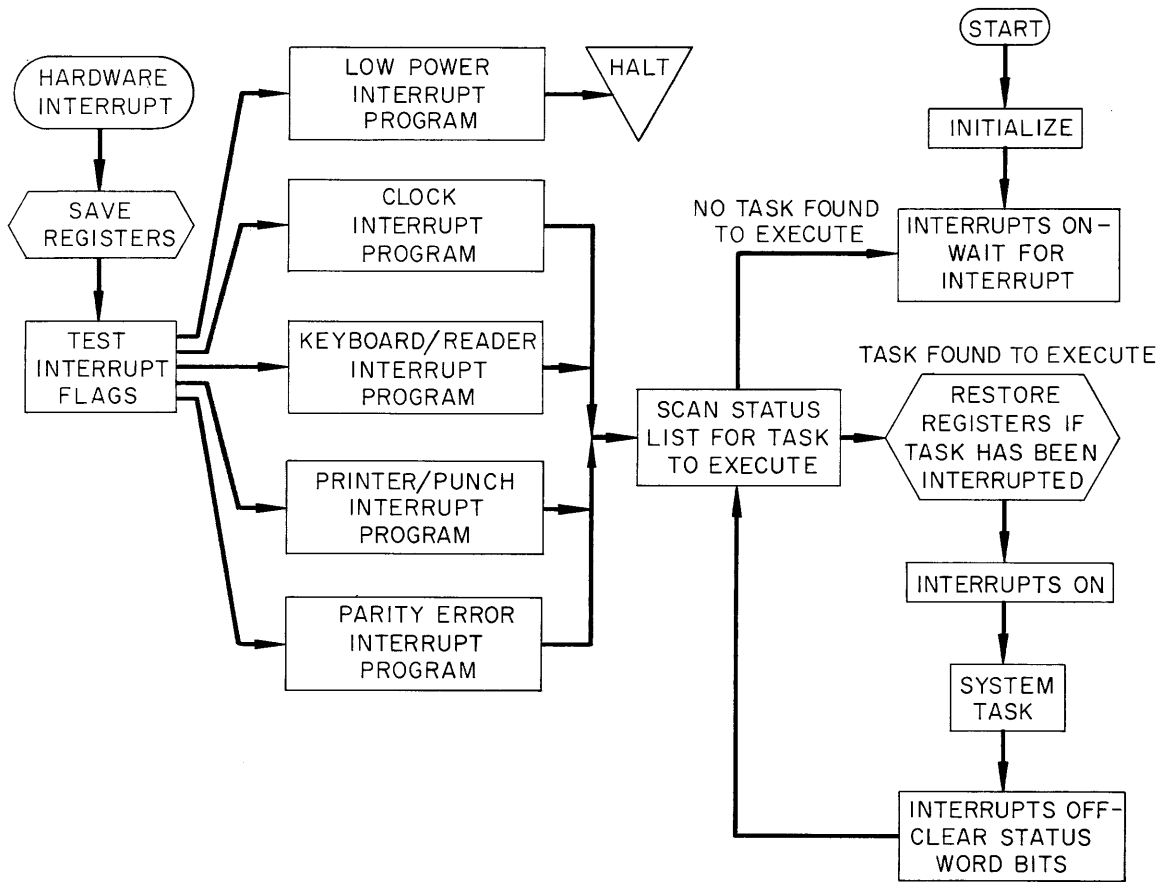 HARDWARE
INTERRUPT
SAVE
REGISTERS
TEST
INTERRUPT
FLAGS
LOW POWER
INTERRUPT
PROGRAM
HALT
CLOCK
INTERRUPT
PROGRAM
KEYBOARD/READER
INTERRUPT
PROGRAM
PRINTER/PUNCH
INTERRUPT
PROGRAM
PARITY ERROR
INTERRUPT
PROGRAM
SCAN STATUS
LIST FOR TASK
TO EXECUTE
NO TASK FOUND
TO EXECUTE
START
INITIALIZE
INTERRUPTS ON–
WAIT FOR
INTERRUPT
TASK FOUND TO EXECUTE
RESTORE
REGISTERS IF
TASK HAS BEEN
INTERRUPTED
INTERRUPTS ON
SYSTEM
TASK
INTERRUPTS OFF-
CLEAR STATUS
WORD BITS